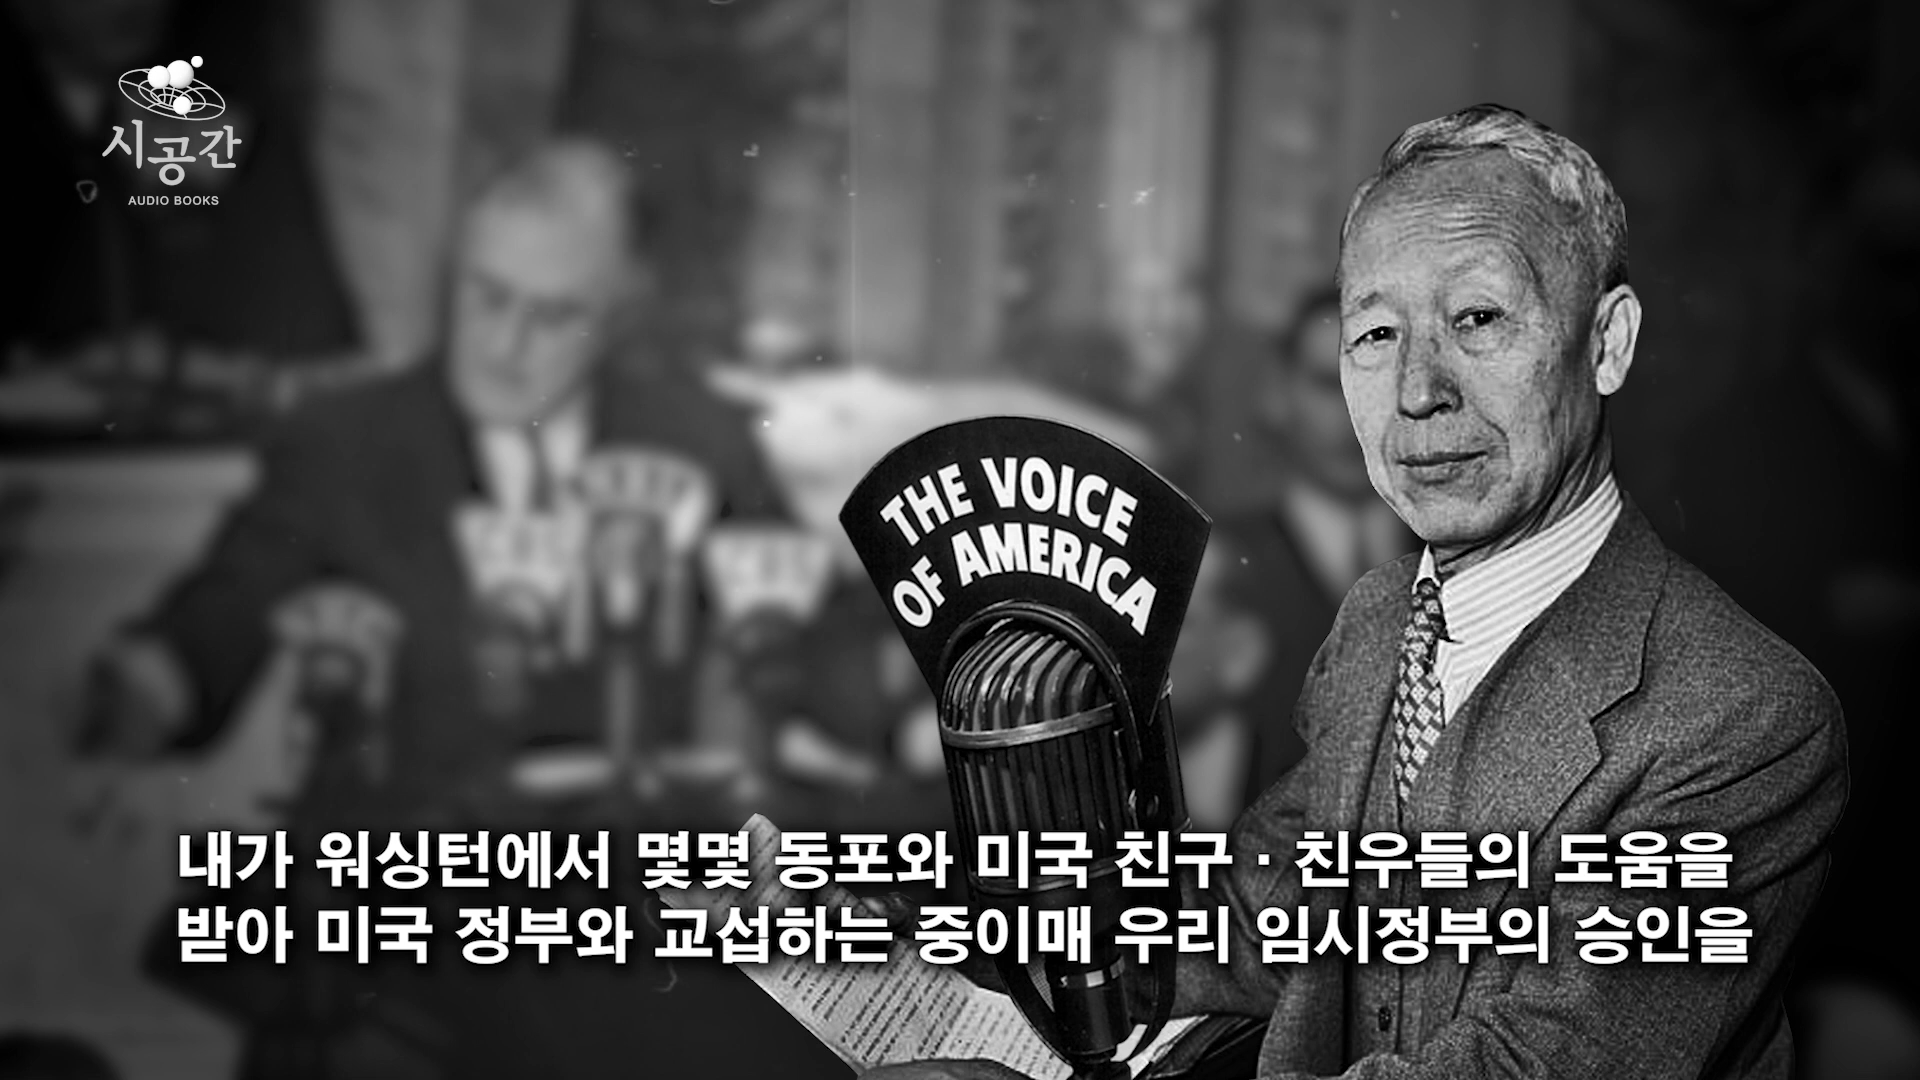 시공간
AUDIO BOOKS
THE VOICE
OF AMERICA
내가 워싱턴에서 몇몇 동포와 미국 친구 · 친우들의 도움을
받아 미국 정부와 교섭하는 중이매 우리 임시정부의 승인을